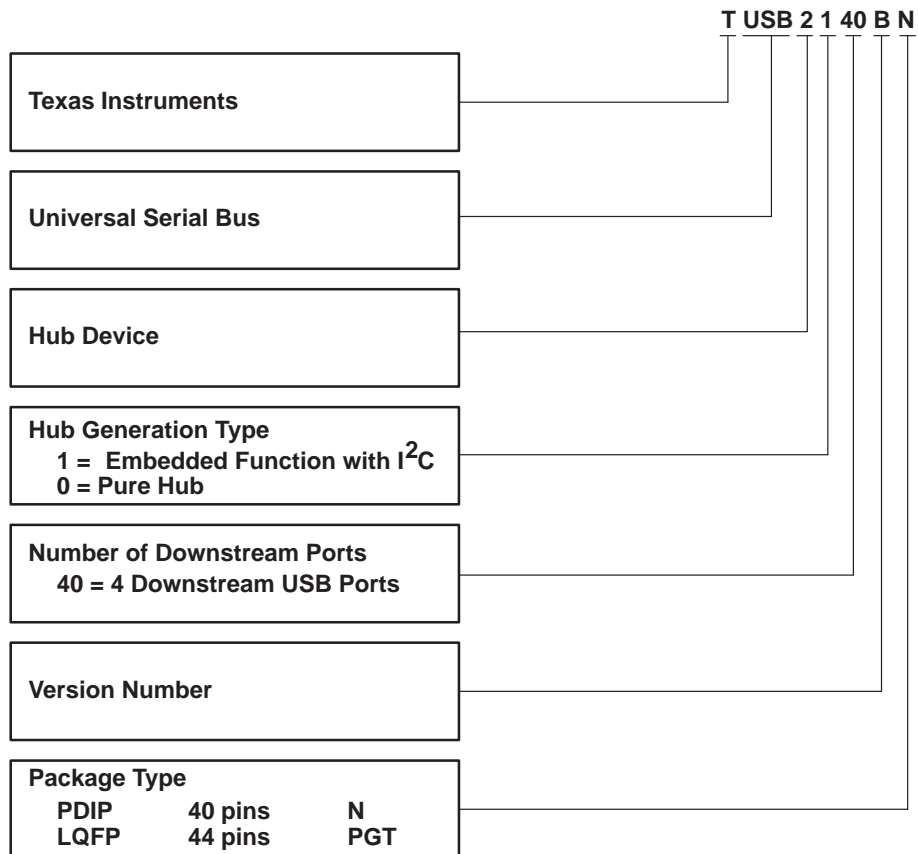 T USB 2 1 40 B N
Texas Instruments
Universal Serial Bus
Hub Device
Hub Generation Type
1 = Embedded Function with I²C
0 = Pure Hub
Number of Downstream Ports
40 = 4 Downstream USB Ports
Version Number
Package Type
PDIP 40 pins N
LQFP 44 pins PGT